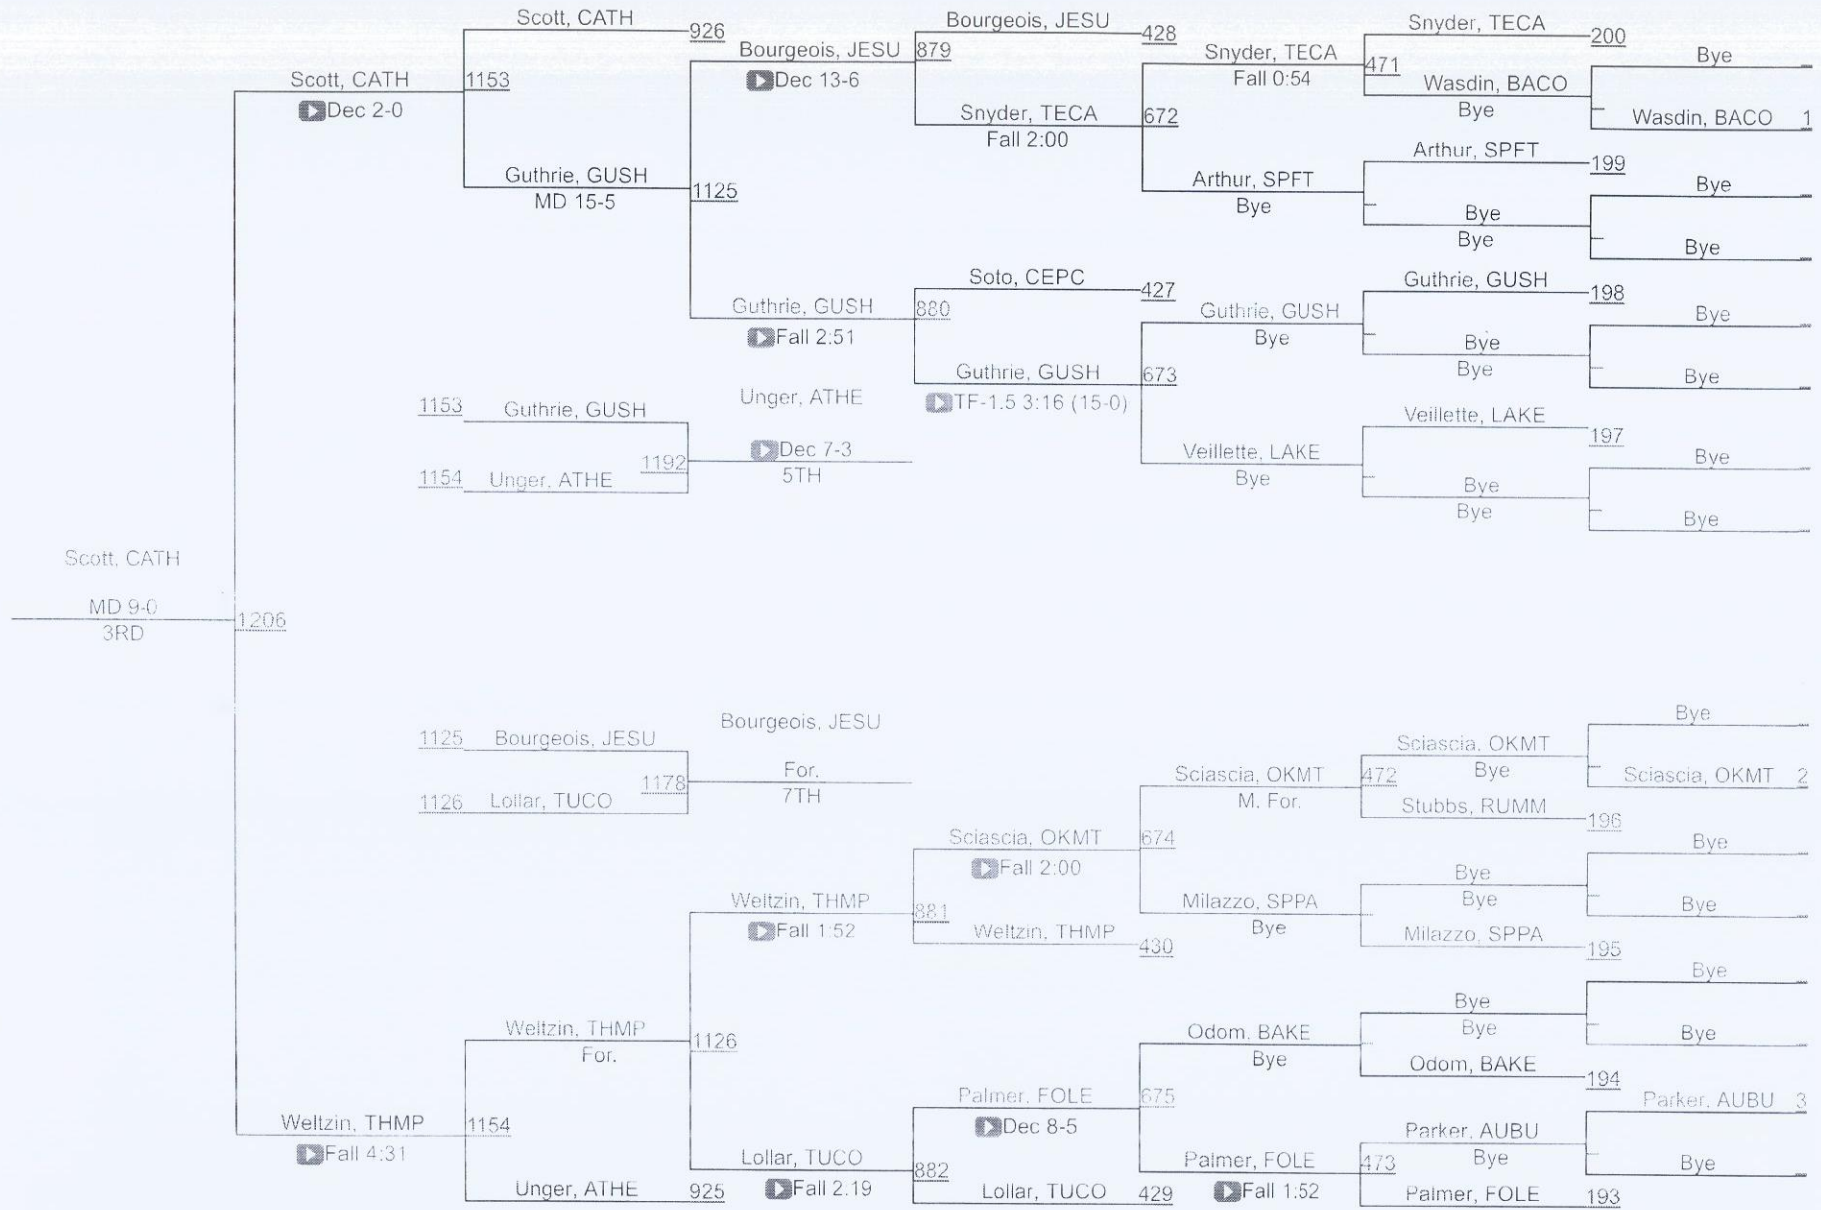 Scott, CATH
926
Bourgeois, JESU
428
Snyder, TECA
200
Bye
Bourgeois, JESU
879
Snyder, TECA
471
Scott, CATH
1153
Dec 13-6
Fall 0:54
Wasdin, BACO
Bye
Dec 2-0
Snyder, TECA
672
Wasdin, BACO 1
Fall 2:00
Arthur, SPFT
199
Guthrie, GUSH
1125
Arthur, SPFT
Bye
MD 15-5
Bye
Bye
Bye
Bye
Soto, CEPC
427
Guthrie, GUSH
198
Guthrie, GUSH
880
Guthrie, GUSH
Bye
Fall 2:51
Bye
Bye
Bye
Guthrie, GUSH
673
Bye
1153 Guthrie, GUSH
Unger, ATHE
TF-1.5 3:16 (15-0)
Veillette, LAKE
197
Dec 7-3
Veillette, LAKE
Bye
1154 Unger, ATHE
1192
5TH
Bye
Bye
Bye
Bye
Scott, CATH
MD 9-0
1206
3RD
Bourgeois, JESU
Bye
1125 Bourgeois, JESU
Sciascia, OKMT
For.
Sciascia, OKMT
472
Bye
Sciascia, OKMT 2
1126 Lollar, TUCO
1178
7TH
M. For.
Stubbs, RUMM
196
Sciascia, OKMT
674
Bye
Fall 2:00
Bye
Weltzin, THMP
881
Milazzo, SPPA
Bye
Bye
Fall 1:52
Weltzin, THMP
430
Bye
Milazzo, SPPA
195
Bye
Weltzin, THMP
1126
Odom, BAKE
Bye
Bye
For.
Bye
Bye
Odom, BAKE
194
Palmer, FOLE
675
Parker, AUBU 3
Weltzin, THMP
1154
Dec 8-5
Parker, AUBU
Fall 4:31
Lollar, TUCO
882
Palmer, FOLE
473
Bye
Bye
Unger, ATHE
925
Fall 2.19
Lollar, TUCO
429
Fall 1:52
Palmer, FOLE
193